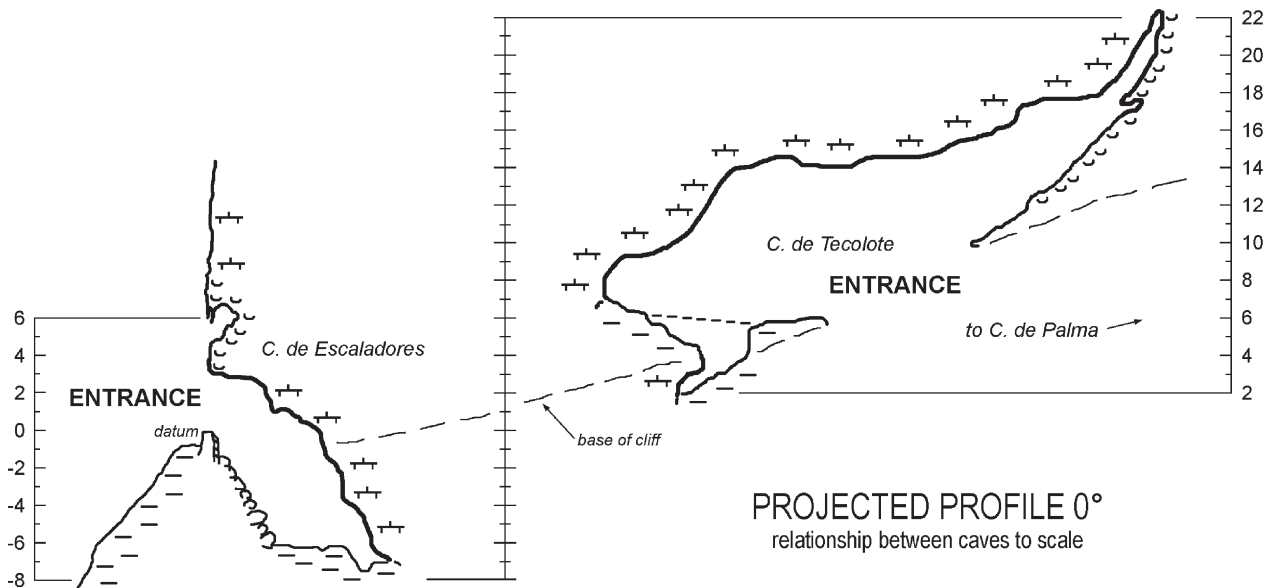 22
20
18
16
14
12
10
8
6
4
2
C. de Tecolote
ENTRANCE
to C. de Palma
6
4
2
0
-2
-4
-6
-8
C. de Escaladores
ENTRANCE
datum
base of cliff
PROJECTED PROFILE 0°
relationship between caves to scale